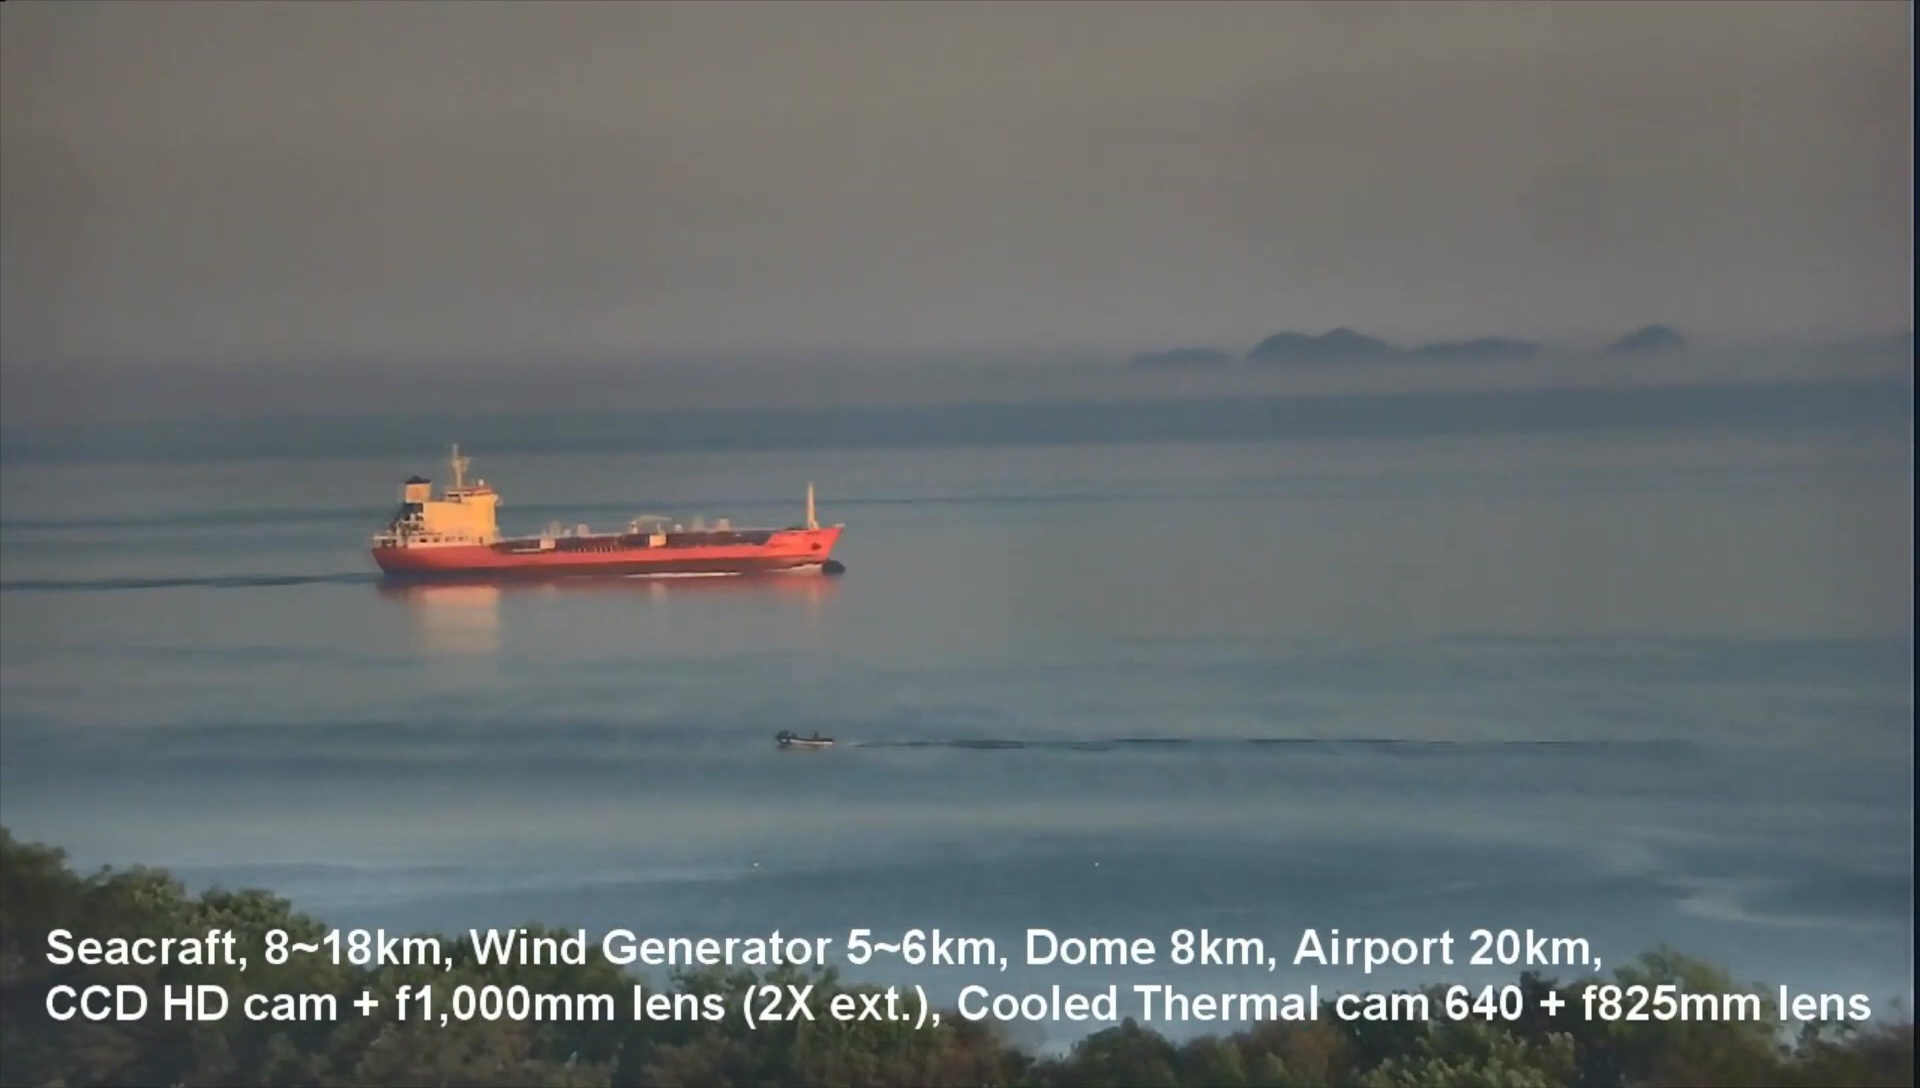 Seacraft, 8~18km, Wind Generator 5~6km, Dome 8km, Airport 20km,
CCD HD cam + f1,000mm lens (2X ext.), Cooled Thermal cam 640 + f825mm lens